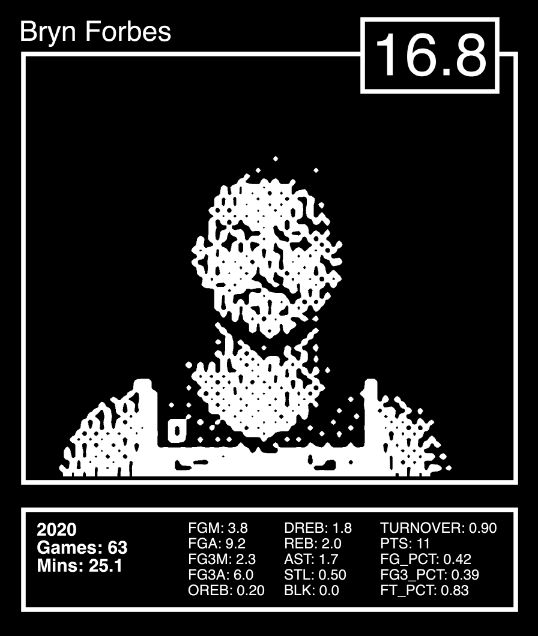 Bryn Forbes
16.8
2020
Games: 63
Mins: 25.1
FGM: 3.8
FGA: 9.2
FG3M: 2.3
FG3A: 6.0
OREB: 0.20
DREB: 1.8
REB: 2.0
AST: 1.7
STL: 0.50
BLK: 0.0
TURNOVER: 0.90
PTS: 11
FG_PCT: 0.42
FG3_PCT: 0.39
FT_PCT: 0.83